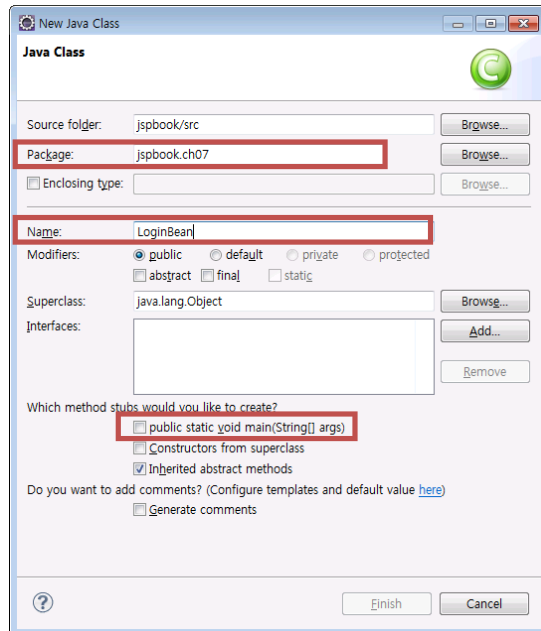 New Java Class
Java Class
Source folder: jspbook/src Browse...
Package: jspbook.ch07 Browse...
Enclosing type: Browse...
Name: LoginBean
Modifiers: public default private protected
abstract final static
Superclass: java.lang.Object Browse...
Interfaces: Add...
Remove
Which method stubs would you like to create?
public static void main(String[] args)
Constructors from superclass
Inherited abstract methods
Do you want to add comments? (Configure templates and default value here)
Generate comments
Finish Cancel